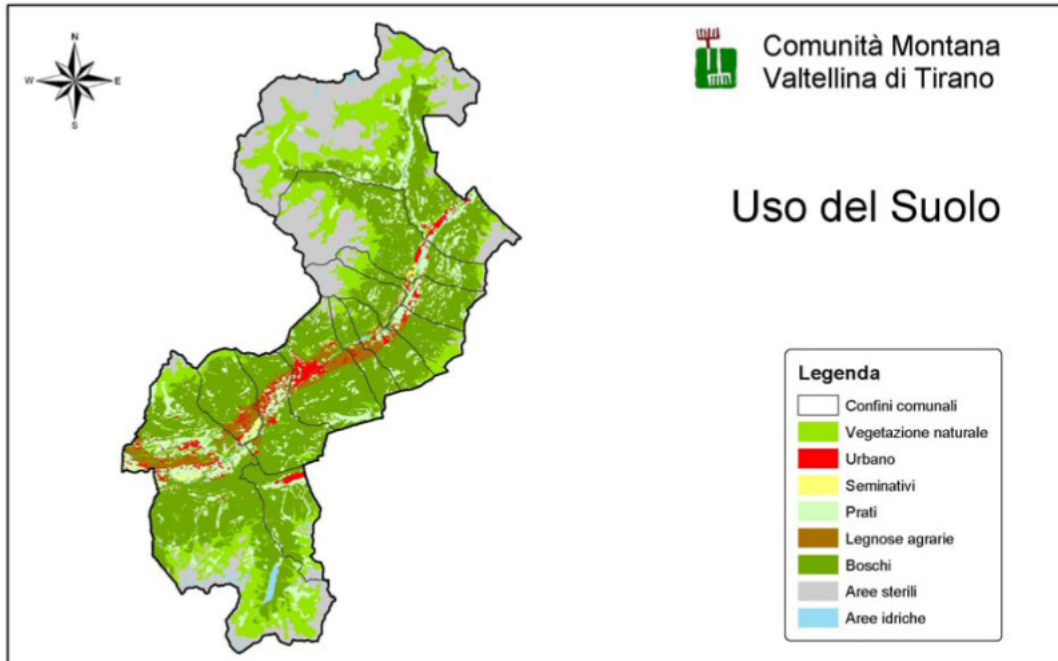 N
W
E
S
Comunità Montana
Valtellina di Tirano
Uso del Suolo
Legenda
Confini comunali
Vegetazione naturale
Urbano
Seminativi
Prati
Legnose agrarie
Boschi
Aree sterili
Aree idriche